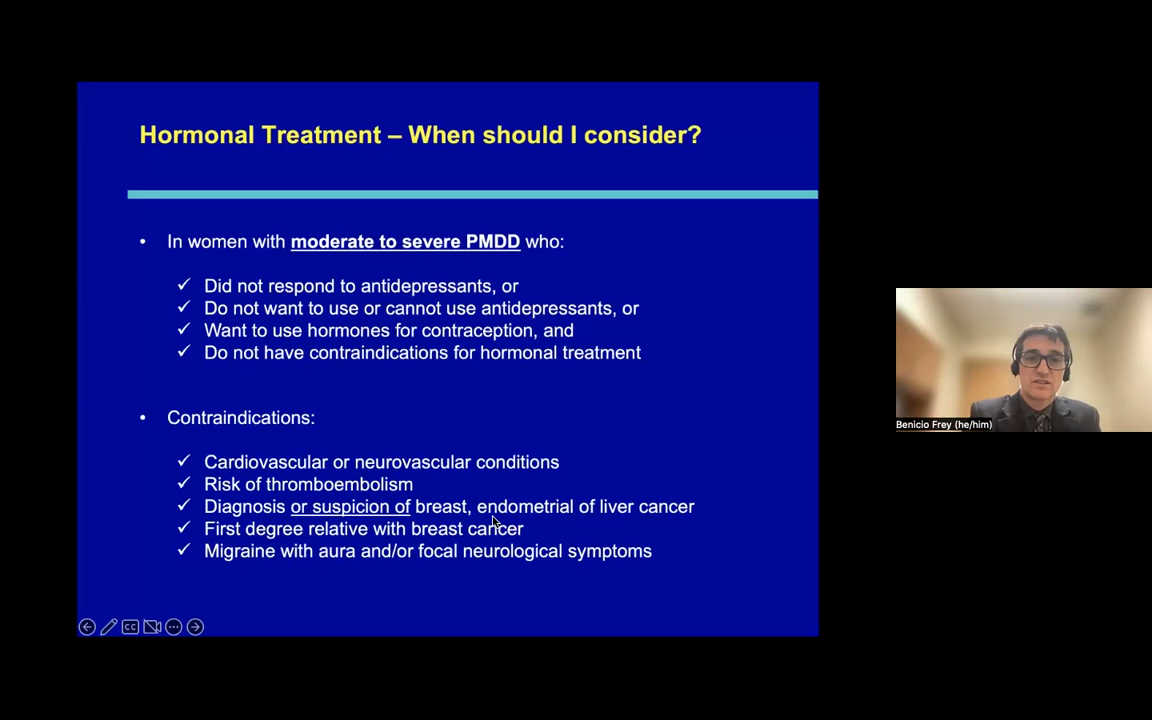 Hormonal Treatment – When should I consider?
• In women with moderate to severe PMDD who:
✓ Did not respond to antidepressants, or
✓ Do not want to use or cannot use antidepressants, or
✓ Want to use hormones for contraception, and
✓ Do not have contraindications for hormonal treatment
• Contraindications:
✓ Cardiovascular or neurovascular conditions
✓ Risk of thromboembolism
✓ Diagnosis or suspicion of breast, endometrial of liver cancer
✓ First degree relative with breast cancer
✓ Migraine with aura and/or focal neurological symptoms
CC
Benicio Frey (he/him)